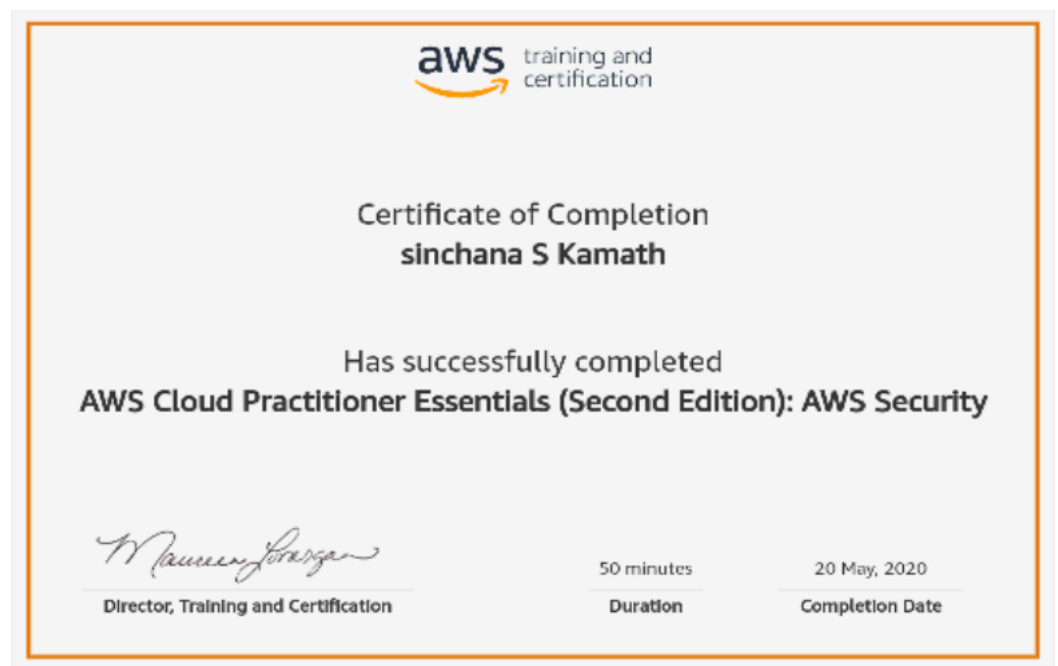 aws training and
certification
Certificate of Completion
sinchana S Kamath
Has successfully completed
AWS Cloud Practitioner Essentials (Second Edition): AWS Security
50 minutes
20 May, 2020
Director, Training and Certification
Duration
Completion Date